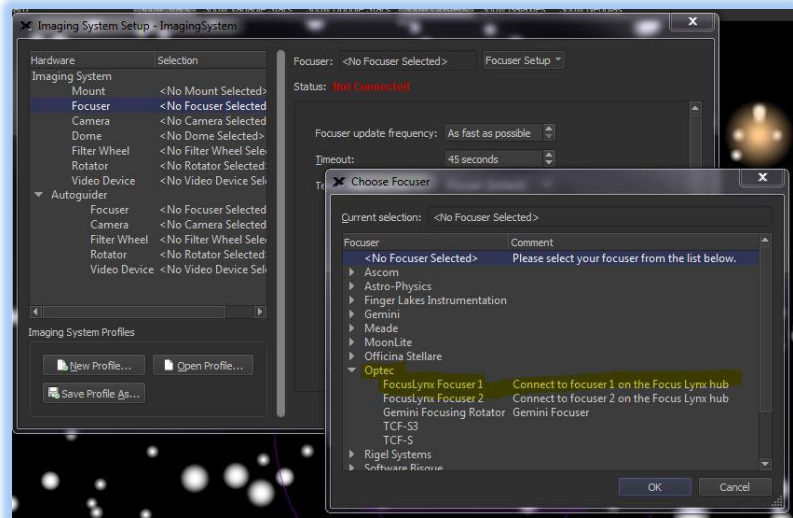 Imaging System Setup - ImagingSystem
X
Hardware Selection
Imaging System
Mount <No Mount Selected>
Focuser <No Focuser Selected
Camera <No Camera Selected
Dome <No Dome Selected>
Filter Wheel <No Filter Wheel Sele
Rotator <No Rotator Selected
Video Device <No Video Device Sel
Autoguider
Focuser <No Focuser Selected
Camera <No Camera Selected
Filter Wheel <No Filter Wheel Sele
Rotator <No Rotator Selected
Video Device <No Video Device Sel
Imaging System Profiles
New Profile...
Open Profile...
Save Profile As...
Focuser: <No Focuser Selected> Focuser Setup
Status: Not Connected
Focuser update frequency: As fast as possible
Timeout: 45 seconds
Choose Focuser
X
Current selection: <No Focuser Selected>
Focuser Comment
<No Focuser Selected> Please select your focuser from the list below.
Ascom
Astro-Physics
Finger Lakes Instrumentation
Gemini
Meade
MoonLite
Officina Stellare
Optec
FocusLynx Focuser 1 Connect to focuser 1 on the Focus Lynx hub
FocusLynx Focuser 2 Connect to focuser 2 on the Focus Lynx hub
Gemini Focusing Rotator Gemini Focuser
TCF-S3
TCF-S
Rigel Systems
Software Bisque
OK Cancel